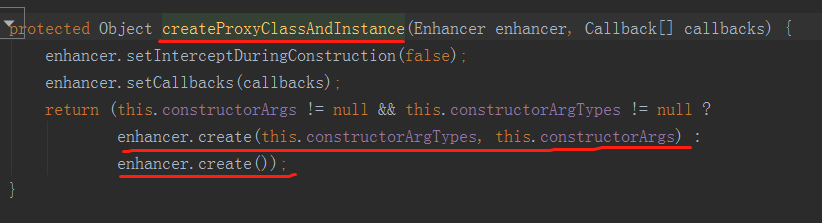 protected Object createProxyClassAndInstance(Enhancer enhancer, Callback[] callbacks) {
    enhancer.setInterceptDuringConstruction(false);
    enhancer.setCallbacks(callbacks);
    return (this.constructorArgs != null && this.constructorArgTypes != null ?
            enhancer.create(this.constructorArgTypes, this.constructorArgs) :
            enhancer.create());
}